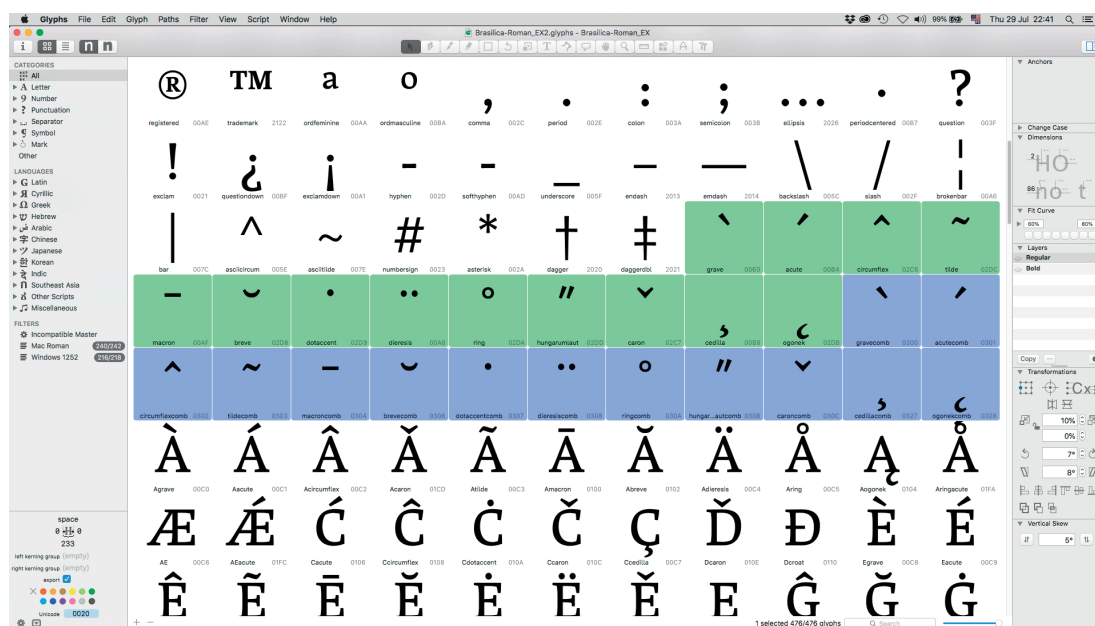 Glyphs File Edit Glyph Paths Filter View Script Window Help 99% Thu 29 Jul 22:41
Brasilica-Roman_EX2.glyphs - Brasilica-Roman_EX
CATEGORIES
All
A Letter
9 Number
? Punctuation
Separator
Symbol
Mark
Other
LANGUAGES
G Latin
Я Cyrillic
Ω Greek
Hebrew
Arabic
字 Chinese
Japanese
한 Korean
Indic
Southeast Asia
Other Scripts
Miscellaneous
FILTERS
Incompatible Master
Mac Roman 240/242
Windows 1252 216/218
space
0 0
233
left kerning group (empty)
right kerning group (empty)
export
Unicode 0020
® TM a o , . : ; … · ?
registered 00AE trademark 2122 ordfeminine 00AA ordmasculine 00BA comma 002C period 002E colon 003A semicolon 003B ellipsis 2026 periodcentered 00B7 question 003F
! ¿ ¡ - - _ – — \ / ¦
exclam 0021 questiondown 00BF exclamdown 00A1 hyphen 002D softhyphen 00AD underscore 005F endash 2013 emdash 2014 backslash 005C slash 002F brokenbar 00A6
| ^ ~ # * † ‡ ` ´ ˆ ˜
bar 007C asciicircum 005E asciitilde 007E numbersign 0023 asterisk 002A dagger 2020 daggerdbl 2021 grave 0060 acute 00B4 circumflex 02C6 tilde 02DC
¯ ˘ ˙ ¨ ˚ ˝ ˇ ¸ ˛ ̀ ́
macron 00AF breve 02D8 dotaccent 02D9 dieresis 00A8 ring 02DA hungarumlaut 02DD caron 02C7 cedilla 00B8 ogonek 02DB gravecomb 0300 acutecomb 0301
̂ ̃ ̄ ̆ ̇ ̈ ̊ ̋ ̌ ̧ ̨
circumflexcomb 0302 tildecomb 0303 macroncomb 0304 brevecomb 0306 dotaccentcomb 0307 dieresiscomb 0308 ringcomb 030A hungar…autcomb 030B caroncomb 030C cedillacomb 0327 ogonekcomb 0328
À Á Â Ǎ Ã Ā Ă Ä Å Ą Ǻ
Agrave 00C0 Aacute 00C1 Acircumflex 00C2 Acaron 01CD Atilde 00C3 Amacron 0100 Abreve 0102 Adieresis 00C4 Aring 00C5 Aogonek 0104 Aringacute 01FA
Æ Ǽ Ć Ĉ Ċ Č Ç Ď Đ È É
AE 00C6 AEacute 01FC Cacute 0106 Ccircumflex 0108 Cdotaccent 010A Ccaron 010C Ccedilla 00C7 Dcaron 010E Dcroat 0110 Egrave 00C8 Eacute 00C9
Ê Ẽ Ē Ĕ Ė Ë Ě E Ĝ Ğ Ġ
1 selected 476/476 glyphs Search
Anchors
Change Case
Dimensions
2 HO
86 no t
Fit Curve
60% 80%
Layers
Regular
Bold
Copy
Transformations
10%
0%
7°
8°
Vertical Skew
5°